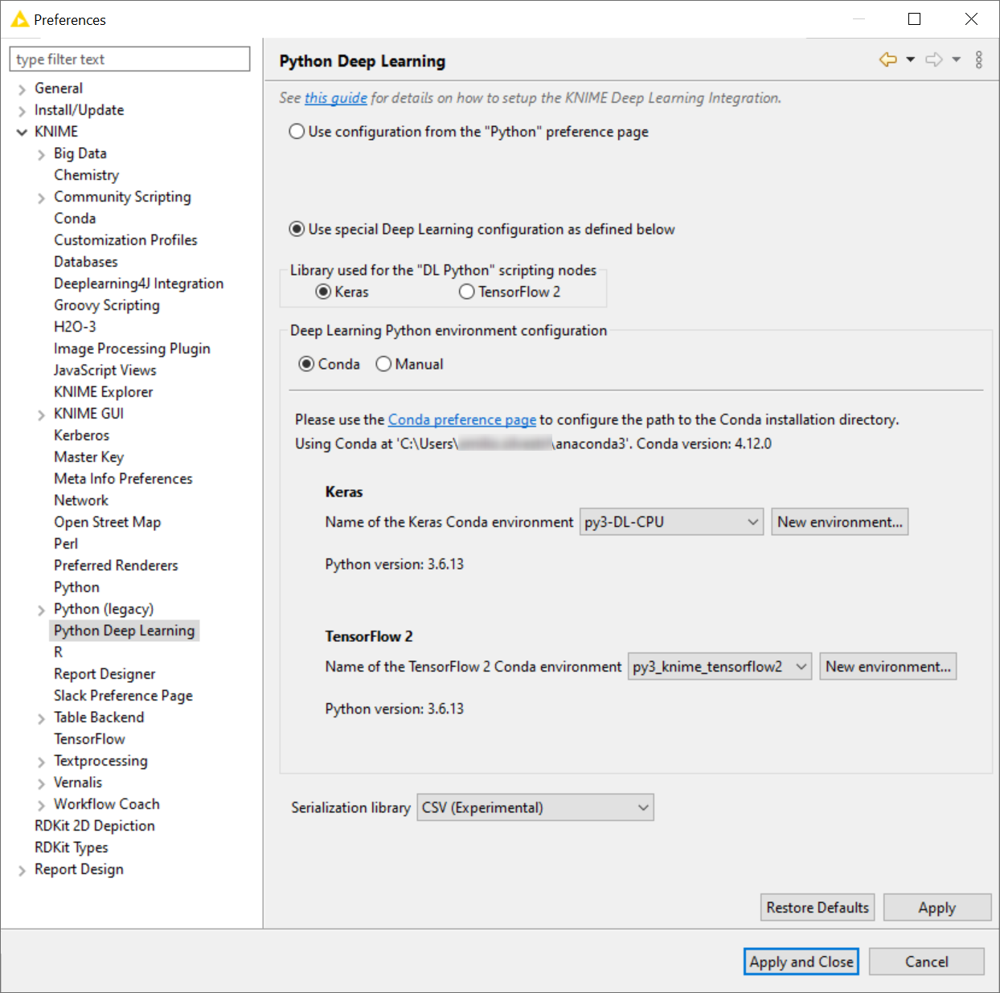 Preferences
type filter text
General
Install/Update
KNIME
Big Data
Chemistry
Community Scripting
Conda
Customization Profiles
Databases
Deeplearning4J Integration
Groovy Scripting
H2O-3
Image Processing Plugin
JavaScript Views
KNIME Explorer
KNIME GUI
Kerberos
Master Key
Meta Info Preferences
Network
Open Street Map
Perl
Preferred Renderers
Python
Python (legacy)
Python Deep Learning
R
Report Designer
Slack Preference Page
Table Backend
TensorFlow
Textprocessing
Vernalis
Workflow Coach
RDKit 2D Depiction
RDKit Types
Report Design
Python Deep Learning
See this guide for details on how to setup the KNIME Deep Learning Integration.
Use configuration from the "Python" preference page
Use special Deep Learning configuration as defined below
Library used for the "DL Python" scripting nodes
Keras TensorFlow 2
Deep Learning Python environment configuration
Conda Manual
Please use the Conda preference page to configure the path to the Conda installation directory.
Using Conda at 'C:\Users\ \anaconda3'. Conda version: 4.12.0
Keras
Name of the Keras Conda environment py3-DL-CPU New environment...
Python version: 3.6.13
TensorFlow 2
Name of the TensorFlow 2 Conda environment py3_knime_tensorflow2 New environment...
Python version: 3.6.13
Serialization library CSV (Experimental)
Restore Defaults Apply
Apply and Close Cancel